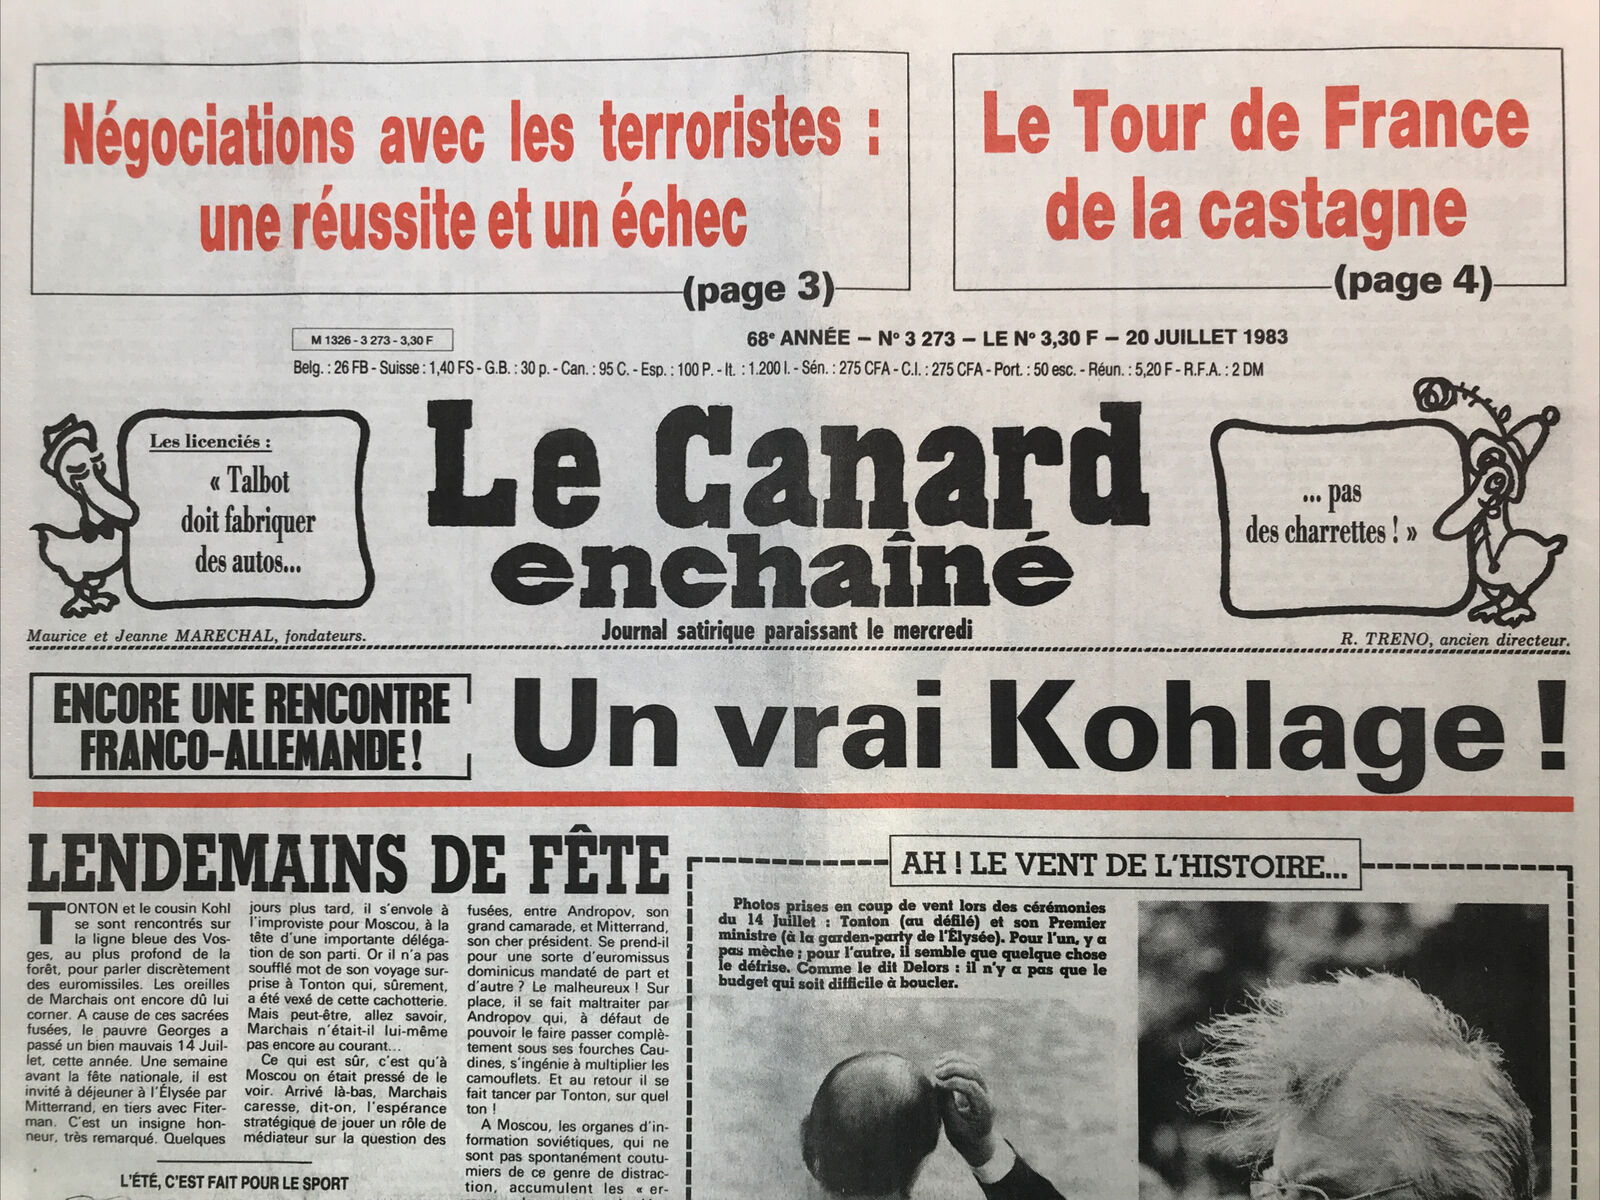 Négociations avec les terroristes :
une réussite et un échec
(page 3)
Le Tour de France
de la castagne
(page 4)
M 1326 - 3 273 - 3,30 F
68e ANNÉE – No 3 273 – LE No 3,30 F – 20 JUILLET 1983
Belg. : 26 FB - Suisse : 1,40 FS - G.B. : 30 p. - Can. : 95 C. - Esp. : 100 P. - It. : 1.200 l. - Sén. : 275 CFA - C.I. : 275 CFA - Port. : 50 esc. - Réun. : 5,20 F - R.F.A. : 2 DM
Les licenciés :
« Talbot
doit fabriquer
des autos...
Le Canard
enchaîné
... pas
des charrettes ! »
Maurice et Jeanne MARECHAL, fondateurs.
Journal satirique paraissant le mercredi
R. TRENO, ancien directeur.
ENCORE UNE RENCONTRE
FRANCO-ALLEMANDE !
Un vrai Kohlage !
LENDEMAINS DE FÊTE
TONTON et le cousin Kohl
se sont rencontrés sur
la ligne bleue des Vos-
ges, au plus profond de la
forêt, pour parler discrètement
des euromissiles. Les oreilles
de Marchais ont encore dû lui
corner. A cause de ces sacrées
fusées, le pauvre Georges a
passé un bien mauvais 14 Juil-
let, cette année. Une semaine
avant la fête nationale, il est
invité à déjeuner à l'Élysée par
Mitterrand, en tiers avec Fiter-
man. C'est un insigne hon-
neur, très remarqué. Quelques
jours plus tard, il s'envole à
l'improviste pour Moscou, à la
tête d'une importante déléga-
tion de son parti. Or il n'a pas
soufflé mot de son voyage sur-
prise à Tonton qui, sûrement,
a été vexé de cette cachotterie.
Mais peut-être, allez savoir,
Marchais n'était-il lui-même
pas encore au courant...
Ce qui est sûr, c'est qu'à
Moscou on était pressé de le
voir. Arrivé là-bas, Marchais
caresse, dit-on, l'espérance
stratégique de jouer un rôle de
médiateur sur la question des
fusées, entre Andropov, son
grand camarade, et Mitterrand,
son cher président. Se prend-il
pour une sorte d'euromissus
dominicus mandaté de part et
d'autre ? Le malheureux ! Sur
place, il se fait maltraiter par
Andropov qui, à défaut de
pouvoir le faire passer complè-
tement sous ses fourches Cau-
dines, s'ingénie à multiplier les
camouflets. Et au retour il se
fait tancer par Tonton, sur quel
ton !
A Moscou, les organes d'in-
formation soviétiques, qui ne
sont pas spontanément coutu-
miers de ce genre de distrac-
tion, accumulent les « er-
L'ÉTÉ, C'EST FAIT POUR LE SPORT
AH ! LE VENT DE L'HISTOIRE...
Photos prises en coup de vent lors des cérémonies
du 14 Juillet : Tonton (au défilé) et son Premier
ministre (à la garden-party de l'Élysée). Pour l'un, y a
pas mèche ; pour l'autre, il semble que quelque chose
le défrise. Comme le dit Delors : il n'y a pas que le
budget qui soit difficile à boucler.